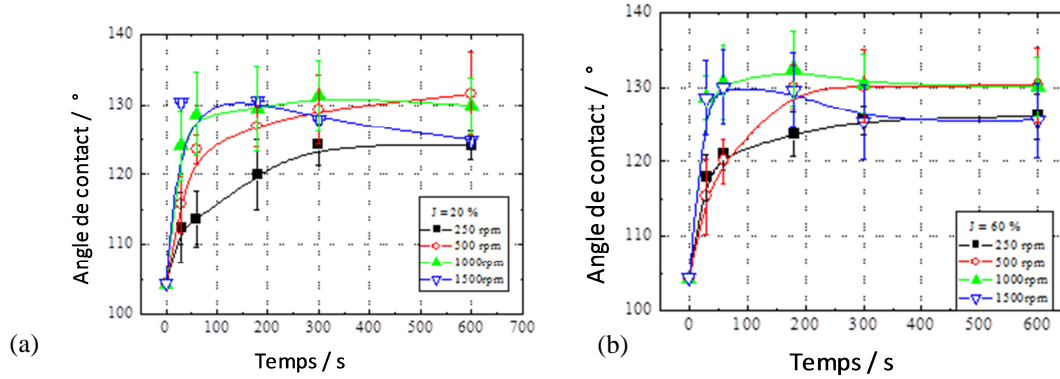 140
130
120
110
100
Angle de contact / °
J = 20 %
250 rpm
500 rpm
1000rpm
1500rpm
0 100 200 300 400 500 600 700
Temps / s
(a)
140
130
120
110
100
Angle de contact / °
J = 60 %
250 rpm
500 rpm
1000rpm
1500rpm
0 100 200 300 400 500 600
Temps / s
(b)